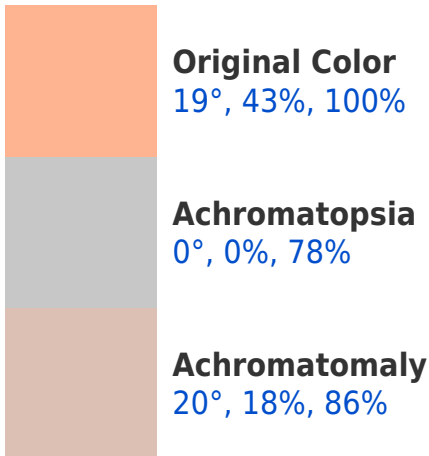 Original Color
19°, 43%, 100%
Achromatopsia
0°, 0%, 78%
Achromatomaly
20°, 18%, 86%